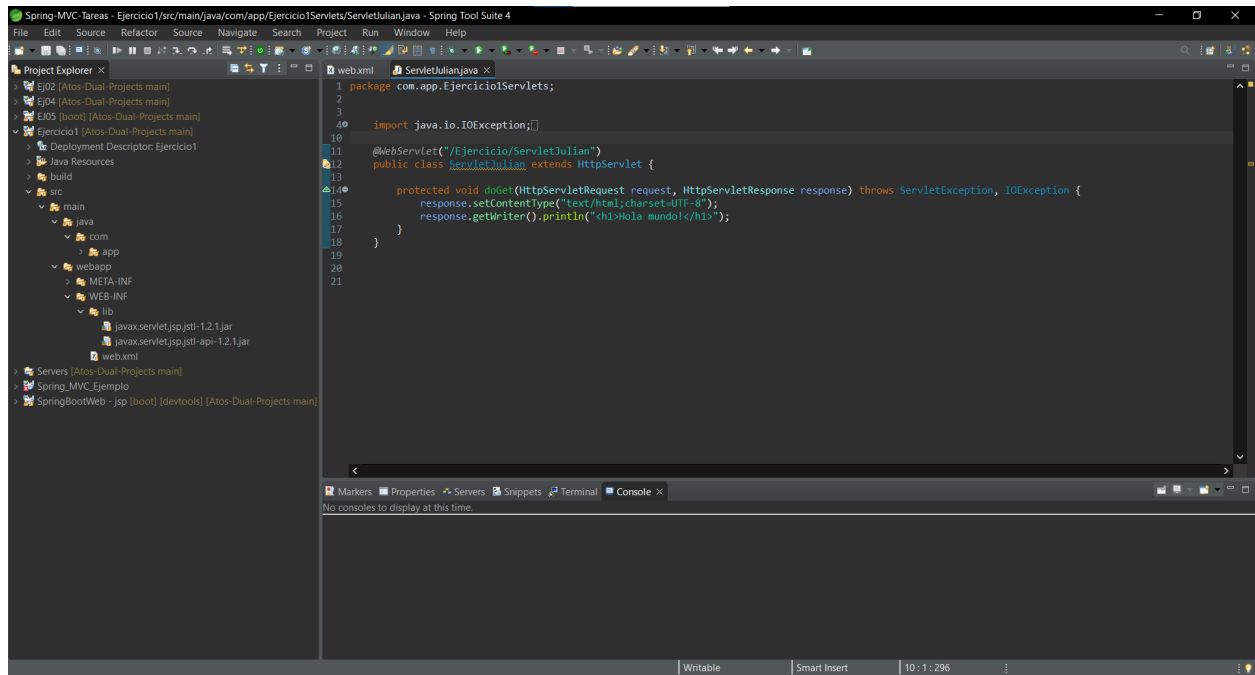 Spring-MVC-Tareas - Ejercicio1/src/main/java/com/app/Ejercicio1Servlets/ServletJulian.java - Spring Tool Suite 4
File Edit Source Refactor Source Navigate Search Project Run Window Help
Project Explorer
Ej02 [Atos-Dual-Projects main]
Ej04 [Atos-Dual-Projects main]
EJ05 [boot] [Atos-Dual-Projects main]
Ejercicio1 [Atos-Dual-Projects main]
Deployment Descriptor: Ejercicio1
Java Resources
build
src
main
java
com
app
webapp
META-INF
WEB-INF
lib
javax.servlet.jsp.jstl-1.2.1.jar
javax.servlet.jsp.jstl-api-1.2.1.jar
web.xml
Servers [Atos-Dual-Projects main]
Spring_MVC_Ejemplo
SpringBootWeb - jsp [boot] [devtools] [Atos-Dual-Projects main]
web.xml ServletJulian.java
1 package com.app.Ejercicio1Servlets;
2
3
4 import java.io.IOException;
10
11 @WebServlet("/Ejercicio/ServletJulian")
12 public class ServletJulian extends HttpServlet {
13
14 protected void doGet(HttpServletRequest request, HttpServletResponse response) throws ServletException, IOException {
15 response.setContentType("text/html;charset=UTF-8");
16 response.getWriter().println("<h1>Hola mundo!</h1>");
17 }
18 }
19
20
21
Markers Properties Servers Snippets Terminal Console
No consoles to display at this time.
Writable Smart Insert 10 : 1 : 296